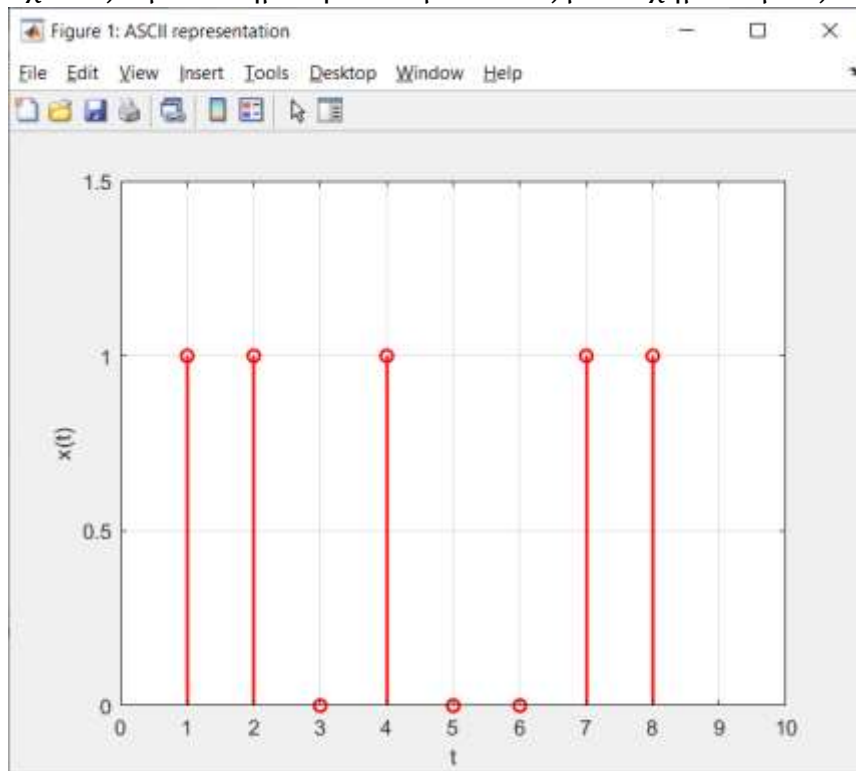 Figure 1: ASCII representation
File Edit View Insert Tools Desktop Window Help
1.5
1
0.5
0
x(t)
0 1 2 3 4 5 6 7 8 9 10
t